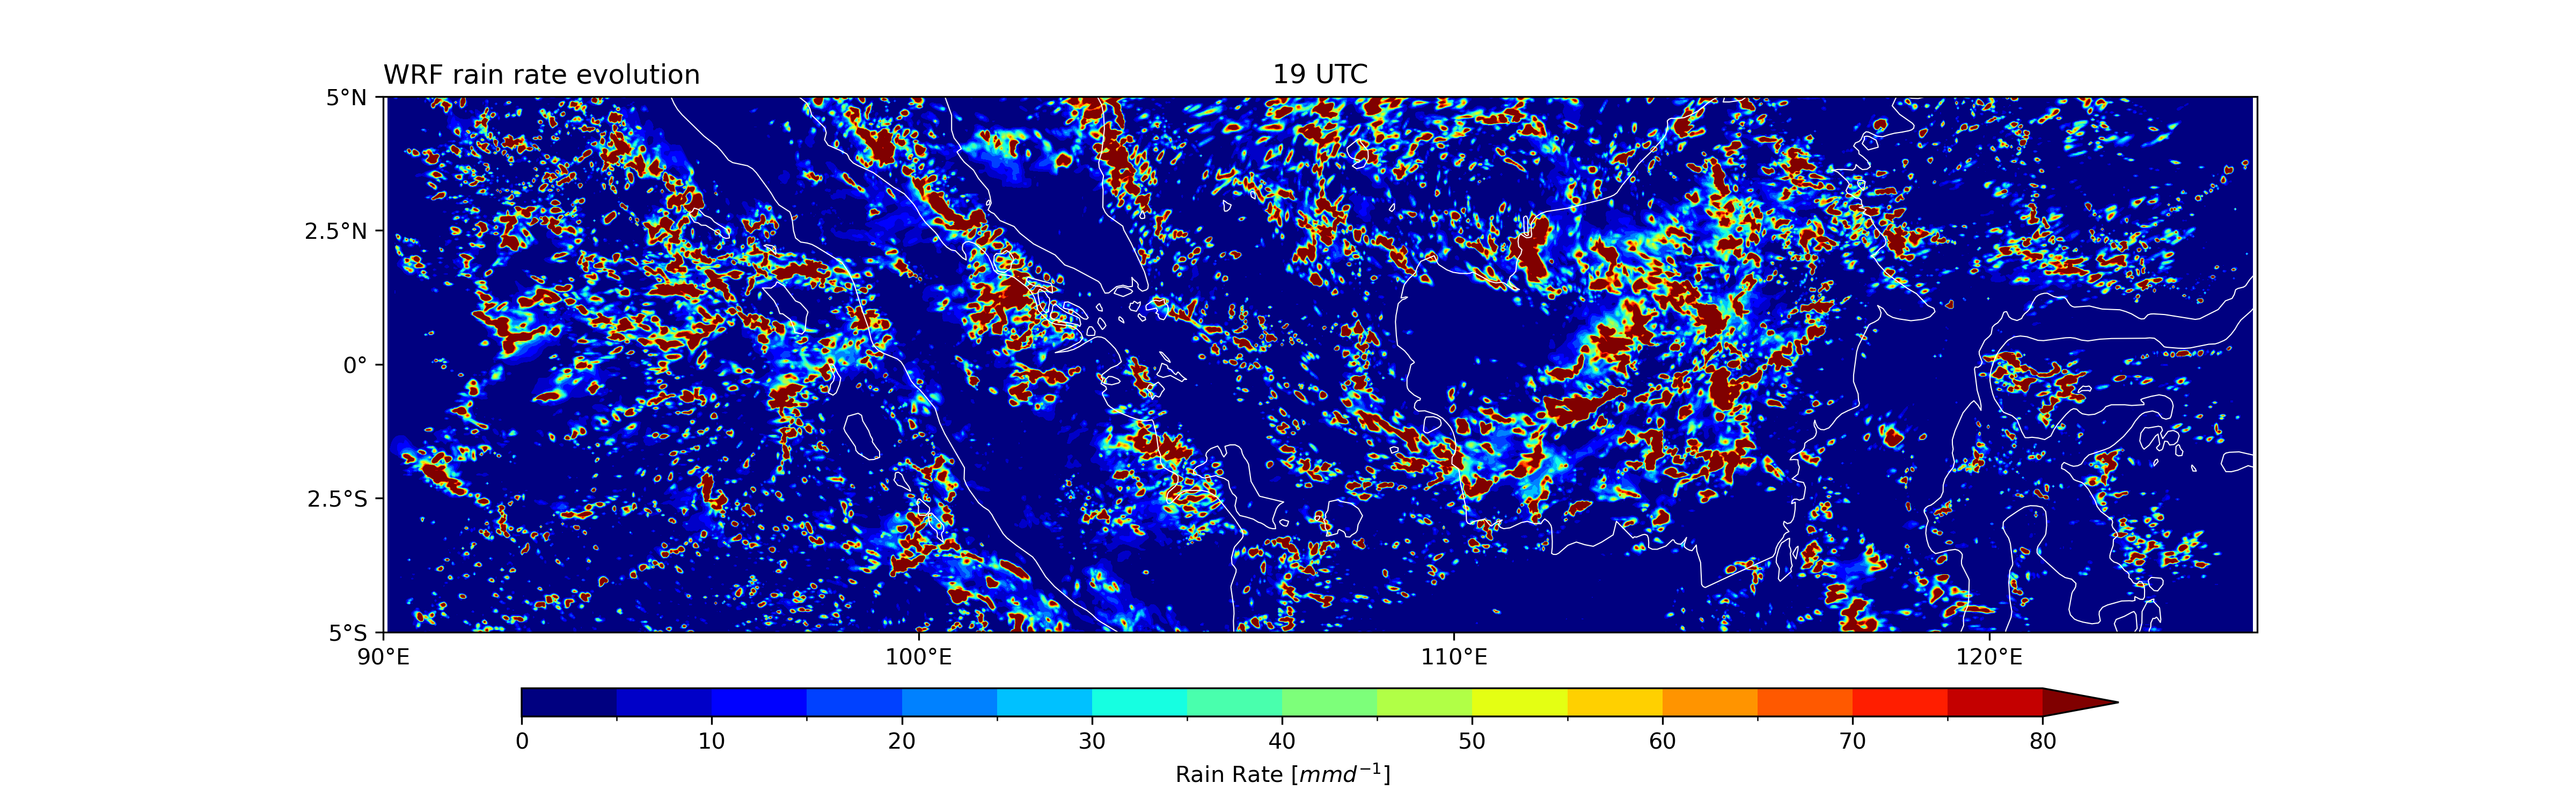 WRF rain rate evolution
19 UTC
5°N
2.5°N
0°
2.5°S
5°S
90°E
100°E
110°E
120°E
0
10
20
30
40
50
60
70
80
Rain Rate [mmd⁻¹]